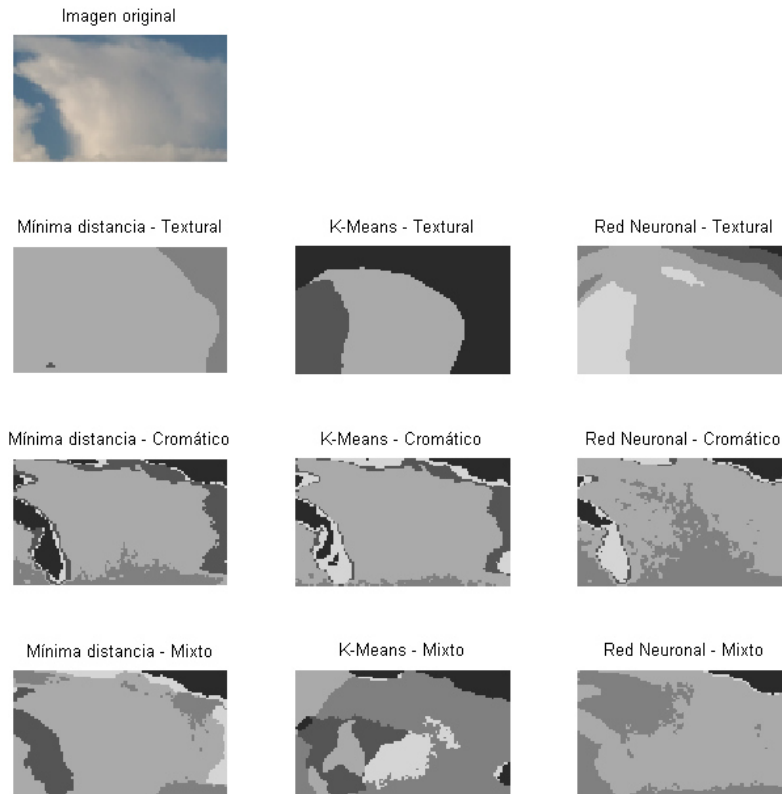 Imagen original
Mínima distancia - Textural
K-Means - Textural
Red Neuronal - Textural
Mínima distancia - Cromático
K-Means - Cromático
Red Neuronal - Cromático
Mínima distancia - Mixto
K-Means - Mixto
Red Neuronal - Mixto